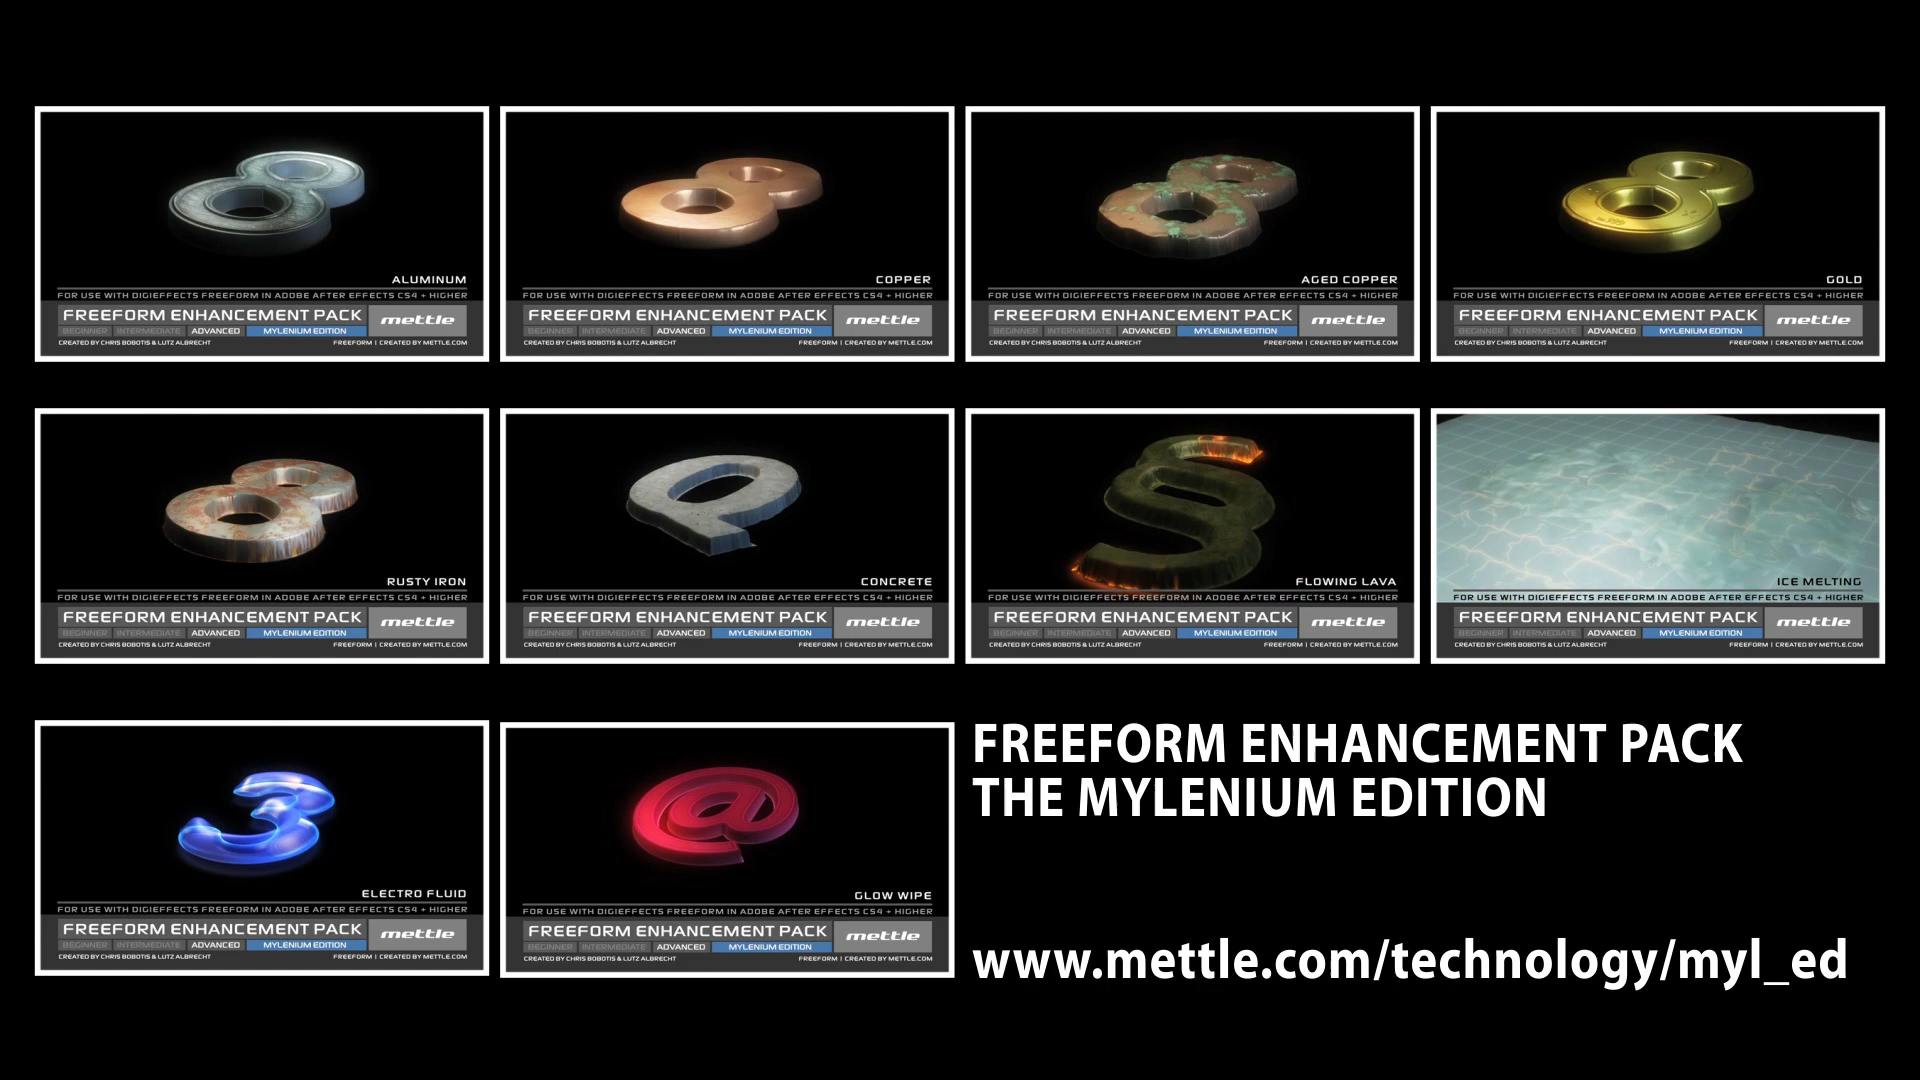 8
ALUMINUM
FOR USE WITH DIGIEFFECTS FREEFORM IN ADOBE AFTER EFFECTS CS4 + HIGHER
FREEFORM ENHANCEMENT PACK
mettle
BEGINNER INTERMEDIATE ADVANCED MYLENIUM EDITION
CREATED BY CHRIS BOBOTIS & LUTZ ALBRECHT FREEFORM | CREATED BY METTLE.COM
8
COPPER
FOR USE WITH DIGIEFFECTS FREEFORM IN ADOBE AFTER EFFECTS CS4 + HIGHER
FREEFORM ENHANCEMENT PACK
mettle
BEGINNER INTERMEDIATE ADVANCED MYLENIUM EDITION
CREATED BY CHRIS BOBOTIS & LUTZ ALBRECHT FREEFORM | CREATED BY METTLE.COM
8
AGED COPPER
FOR USE WITH DIGIEFFECTS FREEFORM IN ADOBE AFTER EFFECTS CS4 + HIGHER
FREEFORM ENHANCEMENT PACK
mettle
BEGINNER INTERMEDIATE ADVANCED MYLENIUM EDITION
CREATED BY CHRIS BOBOTIS & LUTZ ALBRECHT FREEFORM | CREATED BY METTLE.COM
8
GOLD
FOR USE WITH DIGIEFFECTS FREEFORM IN ADOBE AFTER EFFECTS CS4 + HIGHER
FREEFORM ENHANCEMENT PACK
mettle
BEGINNER INTERMEDIATE ADVANCED MYLENIUM EDITION
CREATED BY CHRIS BOBOTIS & LUTZ ALBRECHT FREEFORM | CREATED BY METTLE.COM
8
RUSTY IRON
FOR USE WITH DIGIEFFECTS FREEFORM IN ADOBE AFTER EFFECTS CS4 + HIGHER
FREEFORM ENHANCEMENT PACK
mettle
BEGINNER INTERMEDIATE ADVANCED MYLENIUM EDITION
CREATED BY CHRIS BOBOTIS & LUTZ ALBRECHT FREEFORM | CREATED BY METTLE.COM
Q
CONCRETE
FOR USE WITH DIGIEFFECTS FREEFORM IN ADOBE AFTER EFFECTS CS4 + HIGHER
FREEFORM ENHANCEMENT PACK
mettle
BEGINNER INTERMEDIATE ADVANCED MYLENIUM EDITION
CREATED BY CHRIS BOBOTIS & LUTZ ALBRECHT FREEFORM | CREATED BY METTLE.COM
§
FLOWING LAVA
FOR USE WITH DIGIEFFECTS FREEFORM IN ADOBE AFTER EFFECTS CS4 + HIGHER
FREEFORM ENHANCEMENT PACK
mettle
BEGINNER INTERMEDIATE ADVANCED MYLENIUM EDITION
CREATED BY CHRIS BOBOTIS & LUTZ ALBRECHT FREEFORM | CREATED BY METTLE.COM
ICE MELTING
FOR USE WITH DIGIEFFECTS FREEFORM IN ADOBE AFTER EFFECTS CS4 + HIGHER
FREEFORM ENHANCEMENT PACK
mettle
BEGINNER INTERMEDIATE ADVANCED MYLENIUM EDITION
CREATED BY CHRIS BOBOTIS & LUTZ ALBRECHT FREEFORM | CREATED BY METTLE.COM
3
ELECTRO FLUID
FOR USE WITH DIGIEFFECTS FREEFORM IN ADOBE AFTER EFFECTS CS4 + HIGHER
FREEFORM ENHANCEMENT PACK
mettle
BEGINNER INTERMEDIATE ADVANCED MYLENIUM EDITION
CREATED BY CHRIS BOBOTIS & LUTZ ALBRECHT FREEFORM | CREATED BY METTLE.COM
@
GLOW WIPE
FOR USE WITH DIGIEFFECTS FREEFORM IN ADOBE AFTER EFFECTS CS4 + HIGHER
FREEFORM ENHANCEMENT PACK
mettle
BEGINNER INTERMEDIATE ADVANCED MYLENIUM EDITION
CREATED BY CHRIS BOBOTIS & LUTZ ALBRECHT FREEFORM | CREATED BY METTLE.COM
FREEFORM ENHANCEMENT PACK
THE MYLENIUM EDITION
www.mettle.com/technology/myl_ed